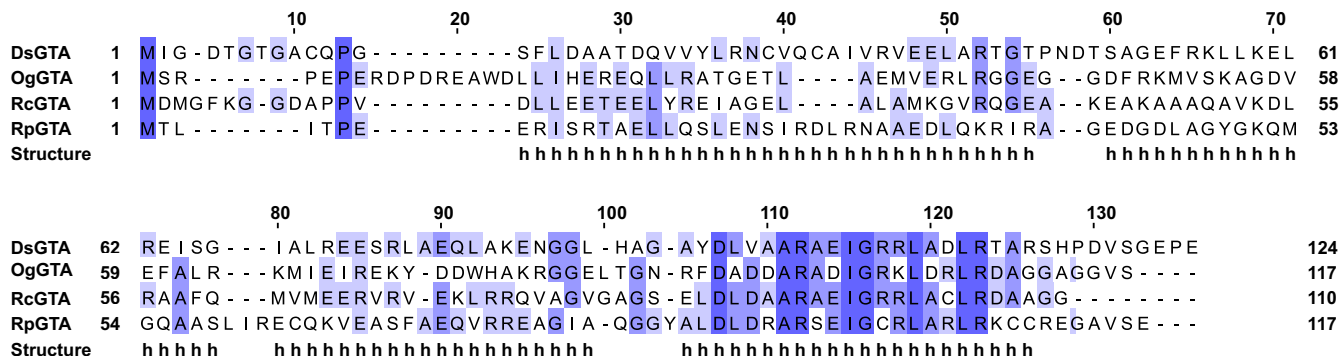 10 20 30 40 50 60 70
DsGTA 1 MIG-DTGTGACQPG---------SFLDAATDQVVYLRNCVQCAIVRVEELARTGTPNDTSAGEFRKLLKEL 61
OgGTA 1 MSR-------PEPERDPDREAWDLLIHEREQLLRATGETL----AEMVERLRGGEG--GDFRKMVSKAGDV 58
RcGTA 1 MDMGFKG-GDAPPV---------DLLEETEELYREIAGEL----ALAMKGVRQGEA--KEAKAAAQAVKDL 55
RpGTA 1 MTL-------ITPE---------ERISRTAELLQSLENSIRDLRNAAEDLQKRIRA--GEDGDLAGYGKQM 53
Structure hhhhhhhhhhhhhhhhhhhhhhhhhhhhhhhh hhhhhhhhhhhh
80 90 100 110 120 130
DsGTA 62 REISG---IALREESRLAEQLAKENGGL-HAG-AYDLVAARAEIGRRLADLRTARSHPDVSGEPE 124
OgGTA 59 EFALR---KMIEIREKY-DDWHAKRGGELTGN-RFDADDARADIGRKLDRLRDAGGAGGVS---- 117
RcGTA 56 RAAFQ---MVMEERVRV-EKLRRQVAGVGAGS-ELDLDAARAEIGRRLACLRDAAGG-------- 110
RpGTA 54 GQAASLIRECQKVEASFAEQVRREAGIA-QGGYALDLDRARSEIGCRLARLRKCCREGAVSE--- 117
Structure hhhhh hhhhhhhhhhhhhhhhhhhh hhhhhhhhhhhhhhhhhhhhhh